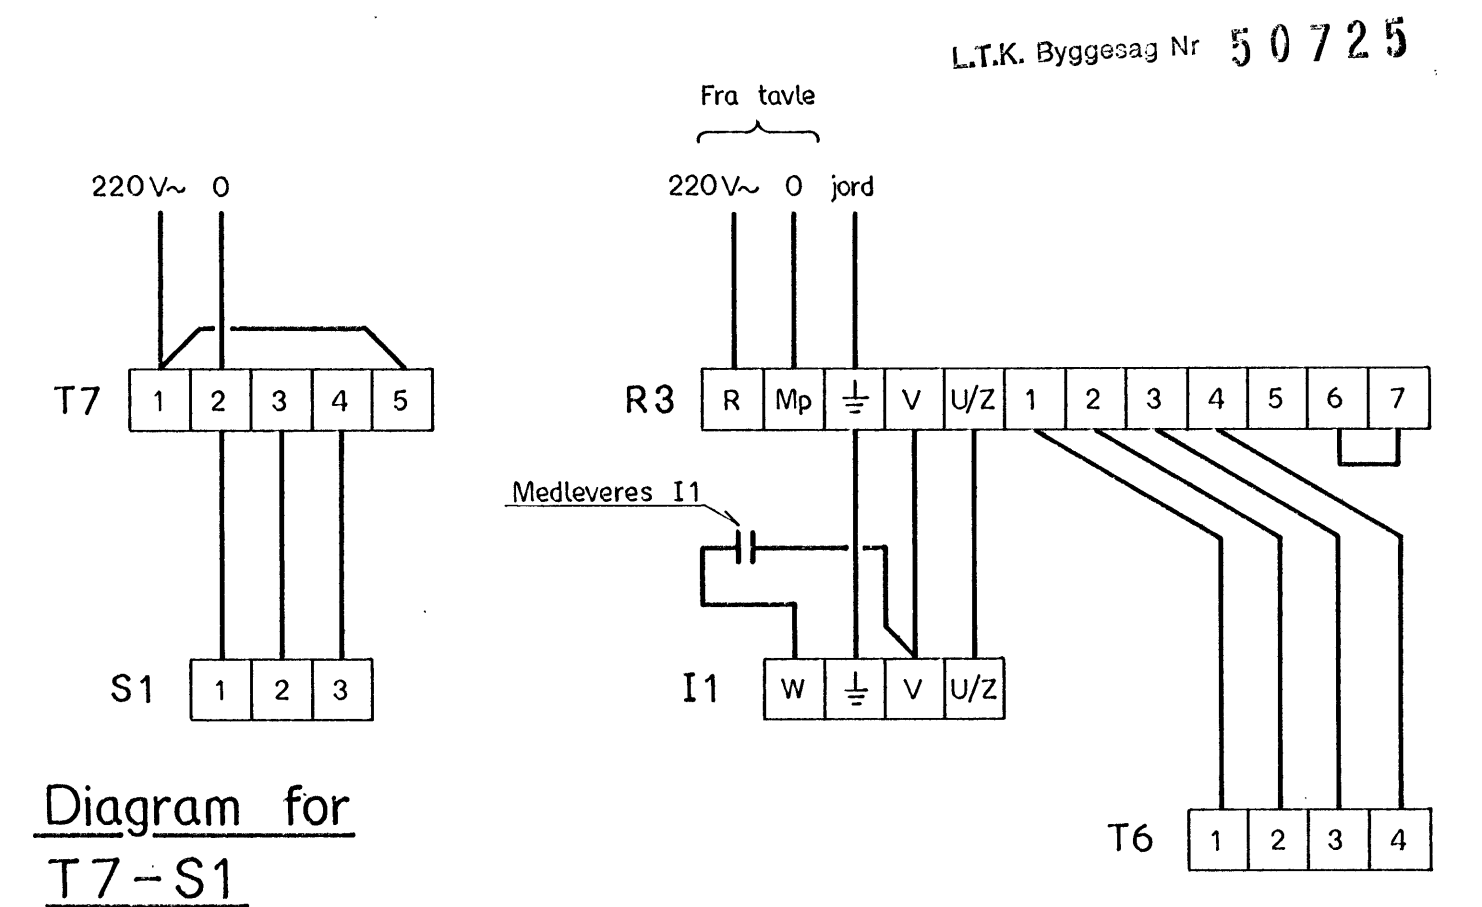 L.T.K. Byggesag Nr 50725
Fra tavle
220V~ 0
220V~ 0 jord
T7 1 2 3 4 5
R3 R Mp ⏚ V U/Z 1 2 3 4 5 6 7
Medleveres I1
S1 1 2 3
I1 W ⏚ V U/Z
Diagram for
T7-S1
T6 1 2 3 4